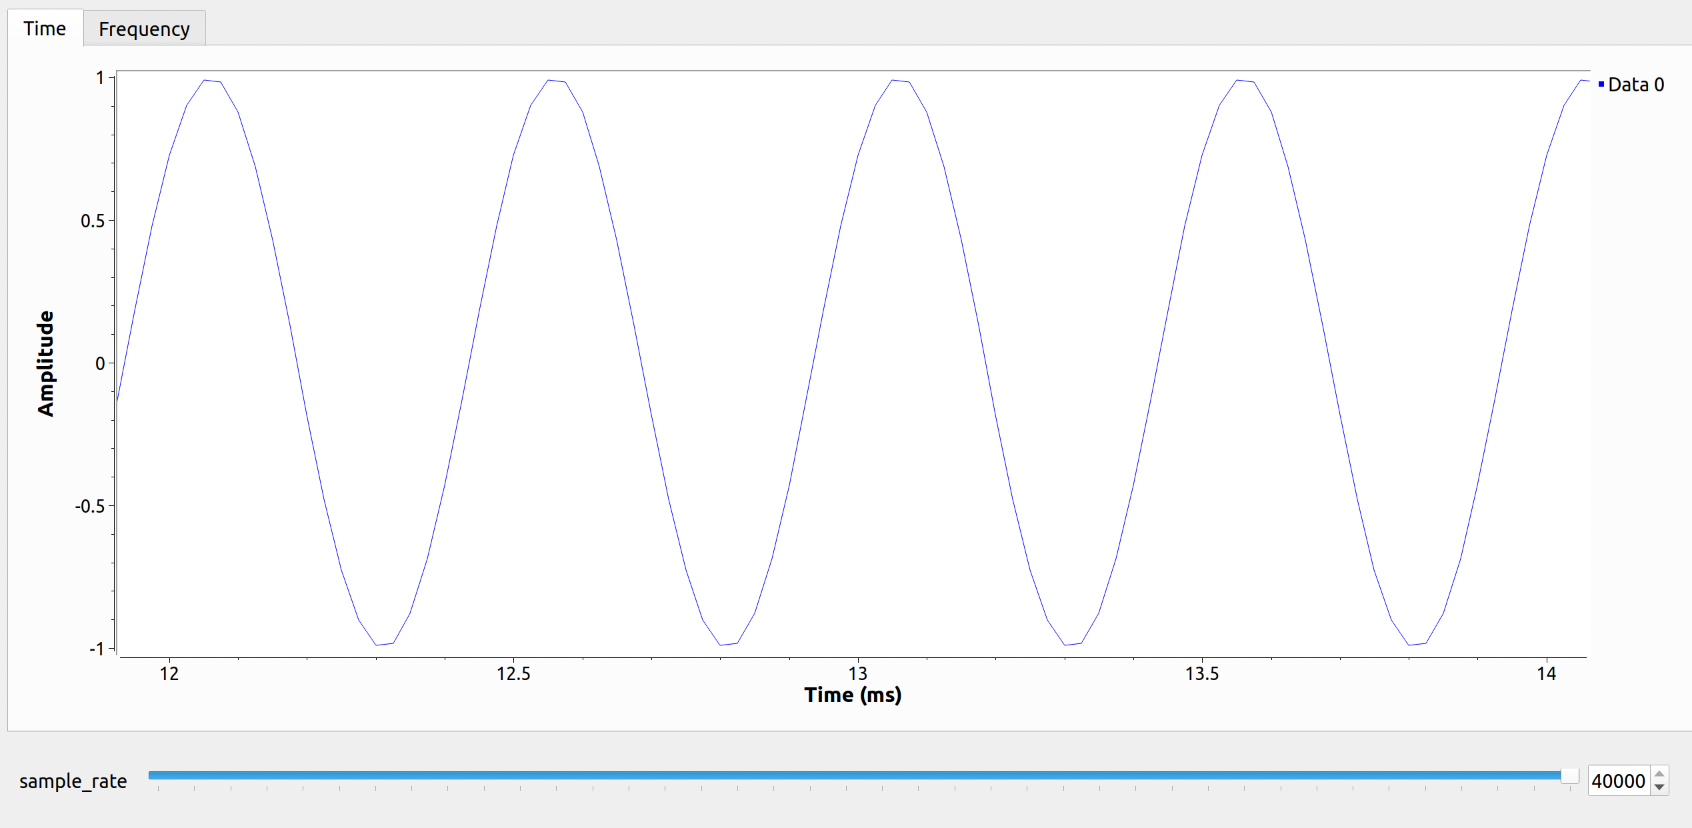 Time
Frequency
1
0.5
0
-0.5
-1
Amplitude
Data 0
12
12.5
13
13.5
14
Time (ms)
sample_rate
40000